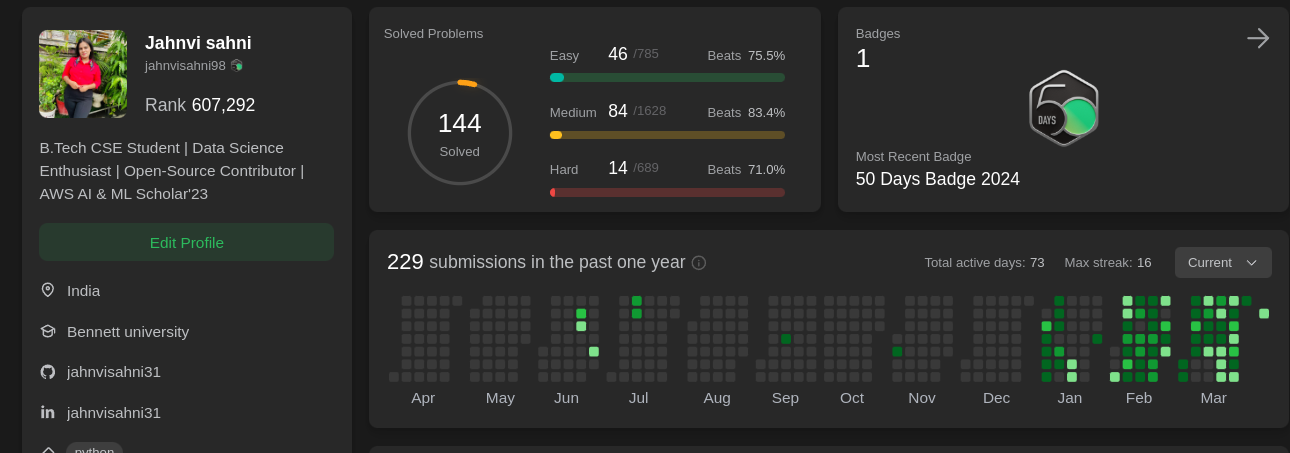 Jahnvi sahni
jahnvisahni98
Rank 607,292
B.Tech CSE Student | Data Science
Enthusiast | Open-Source Contributor |
AWS AI & ML Scholar'23
Edit Profile
India
Bennett university
jahnvisahni31
jahnvisahni31
python
Solved Problems
144
Solved
Easy 46 /785 Beats 75.5%
Medium 84 /1628 Beats 83.4%
Hard 14 /689 Beats 71.0%
Badges
1
5
DAYS
Most Recent Badge
50 Days Badge 2024
229 submissions in the past one year
Total active days: 73 Max streak: 16 Current
Apr May Jun Jul Aug Sep Oct Nov Dec Jan Feb Mar